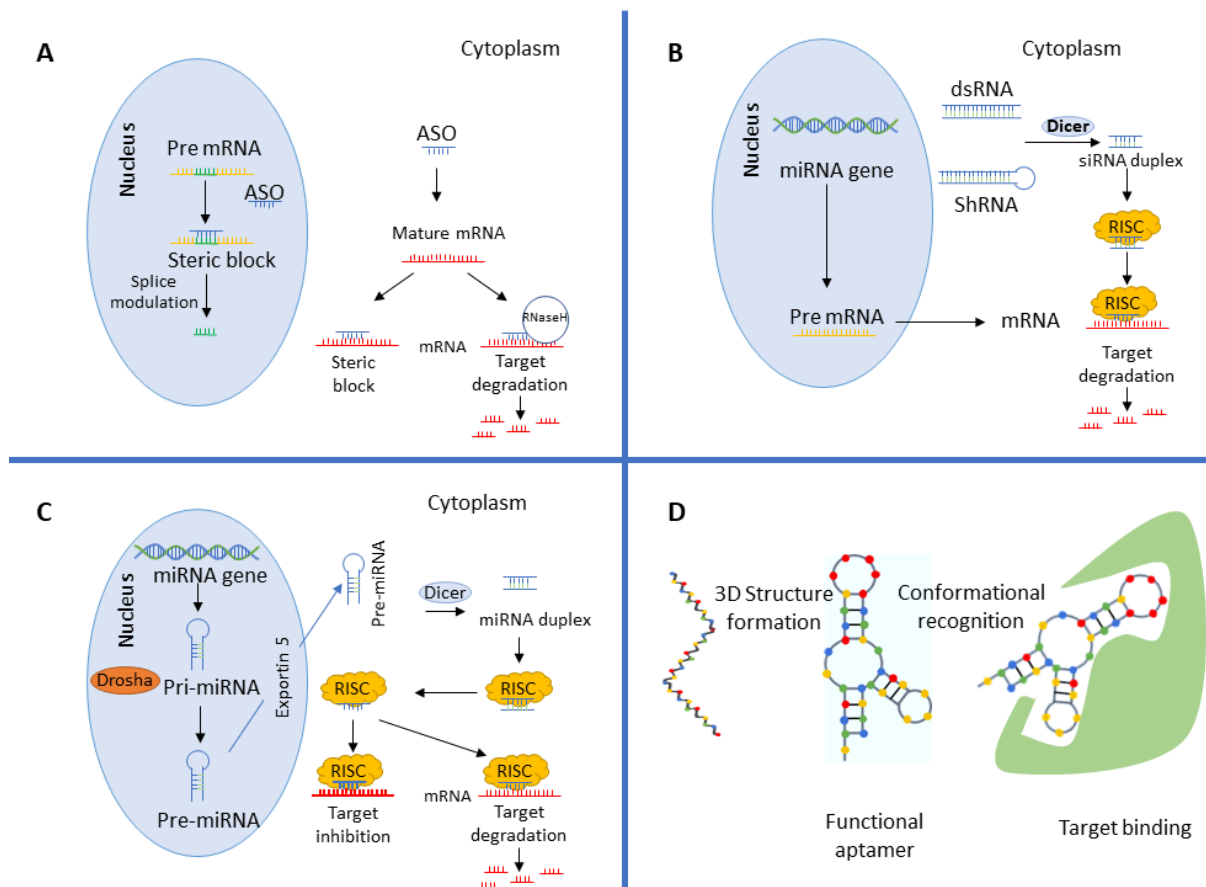 A
Cytoplasm
Nucleus
Pre mRNA
ASO
Steric block
Splice
modulation
ASO
Mature mRNA
RNaseH
mRNA
Steric
block
Target
degradation
B
Cytoplasm
Nucleus
miRNA gene
Pre mRNA
dsRNA
Dicer
siRNA duplex
ShRNA
RISC
RISC
mRNA
Target
degradation
C
Cytoplasm
Nucleus
miRNA gene
Drosha
Pri-miRNA
Pre-miRNA
Exportin 5
Pre-miRNA
Dicer
miRNA duplex
RISC
RISC
RISC
Target
inhibition
mRNA
RISC
Target
degradation
D
3D Structure
formation
Conformational
recognition
Functional
aptamer
Target binding